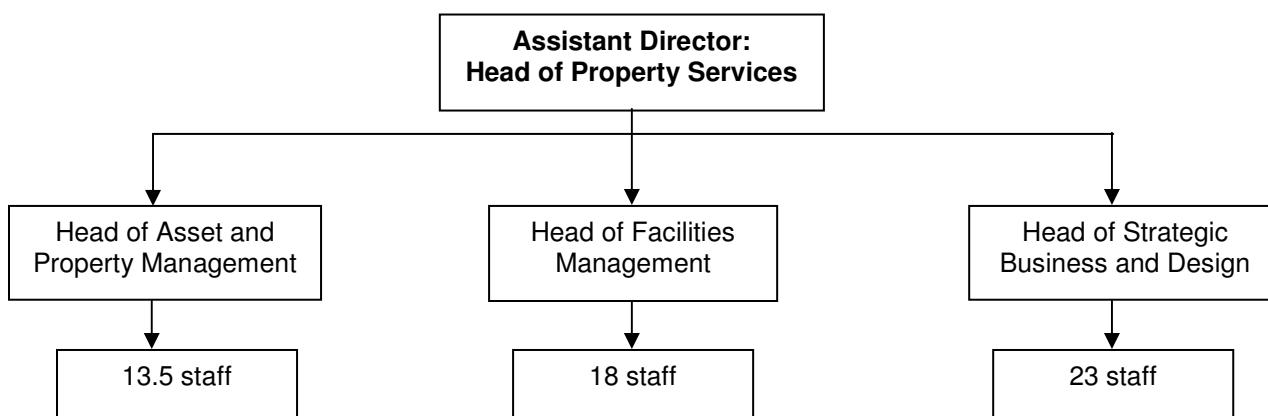 Assistant Director:
Head of Property Services
Head of Asset and
Property Management
Head of Facilities
Management
Head of Strategic
Business and Design
13.5 staff
18 staff
23 staff